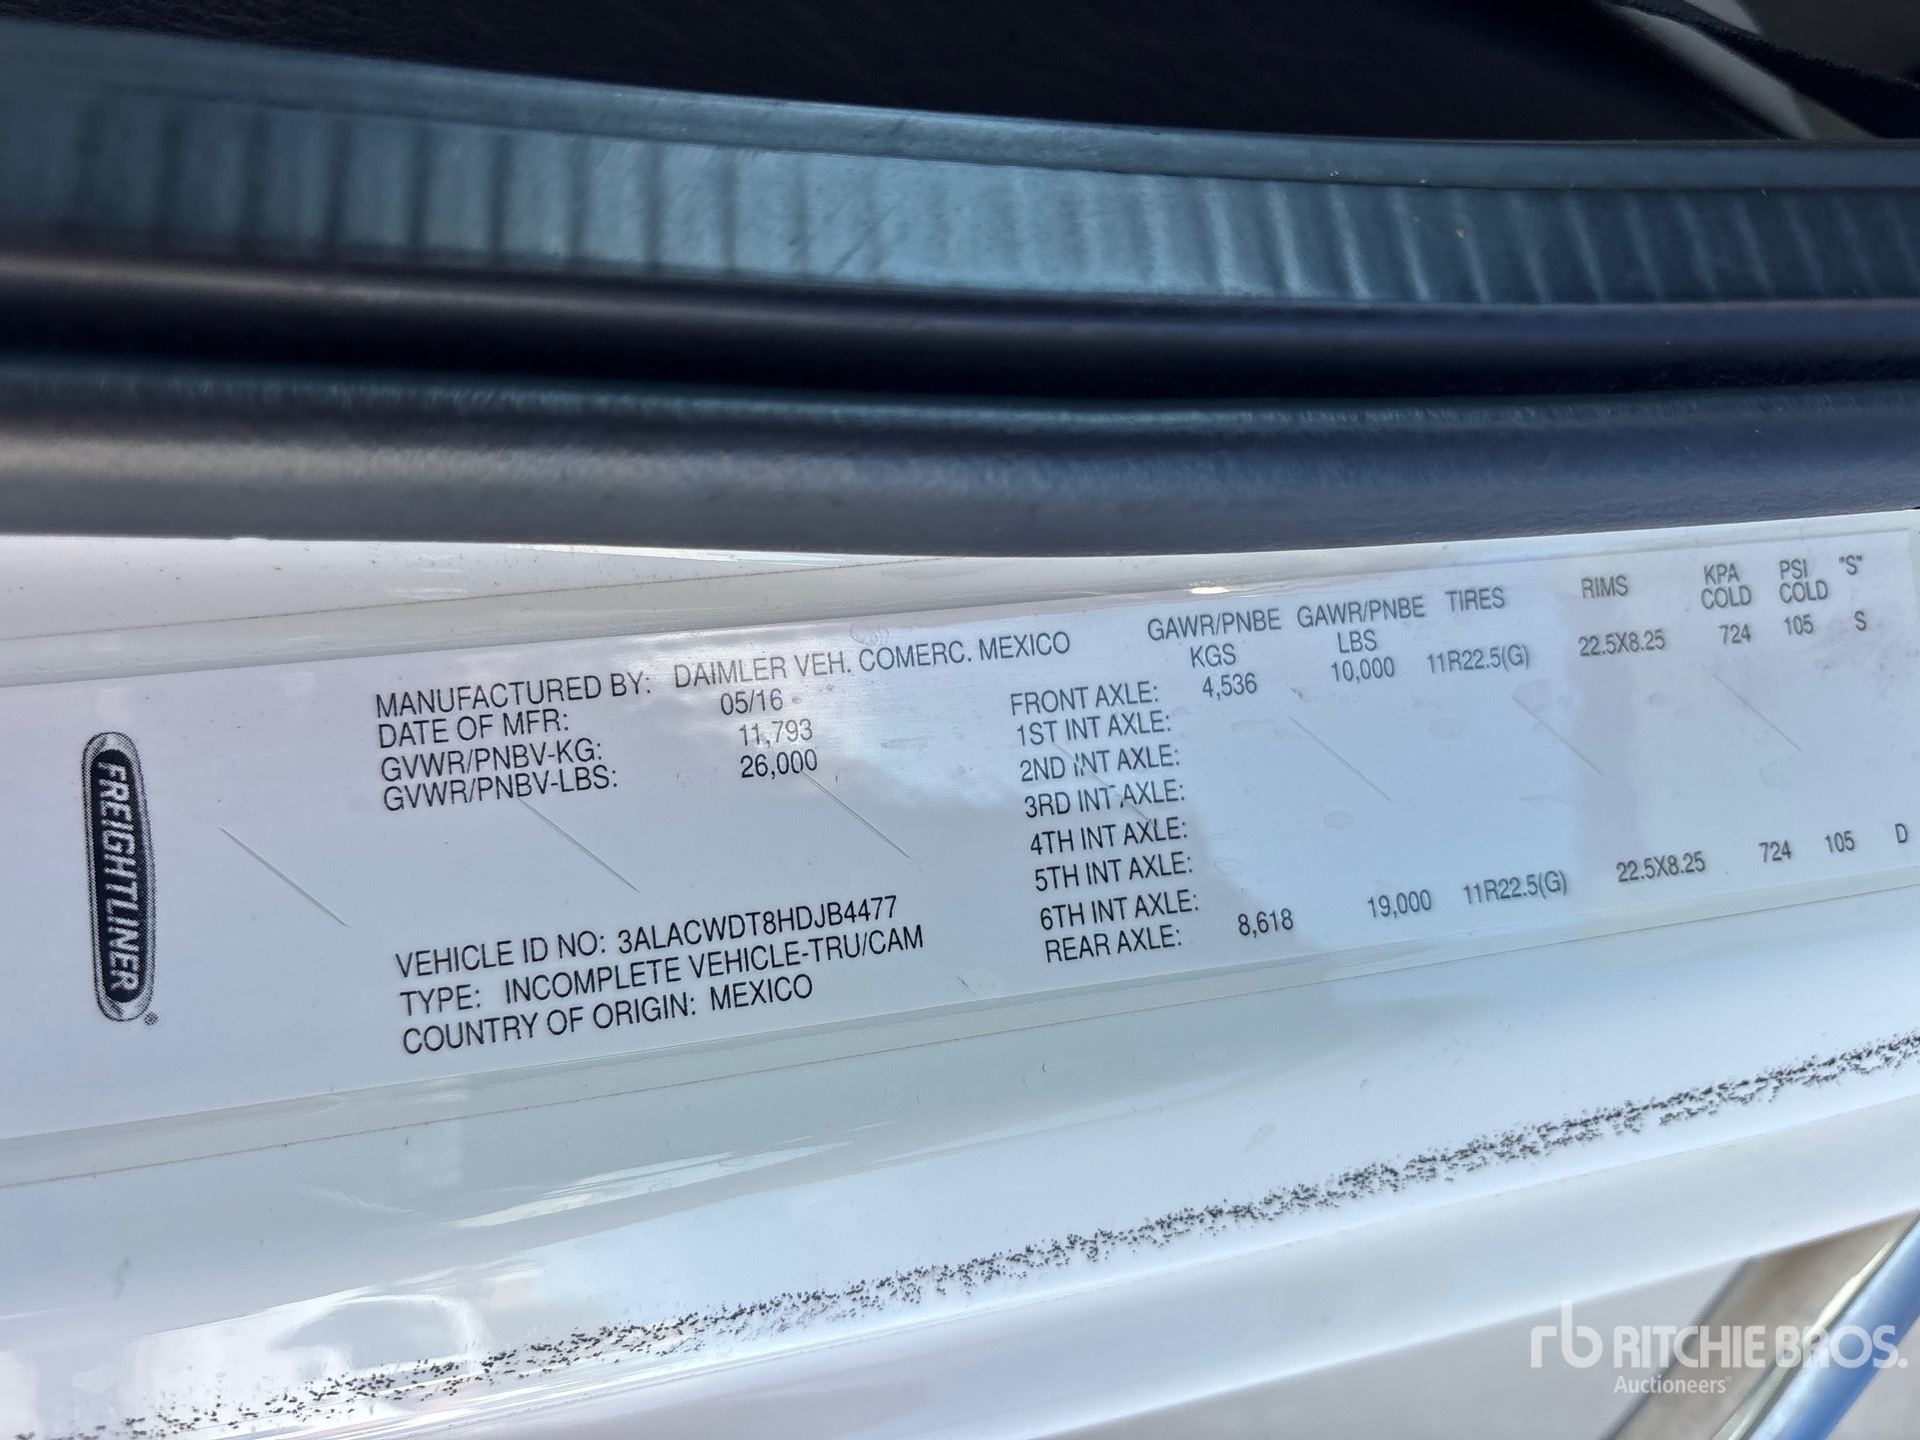 FREIGHTLINER®
MANUFACTURED BY: DAIMLER VEH. COMERC. MEXICO
DATE OF MFR: 05/16
GVWR/PNBV-KG: 11,793
GVWR/PNBV-LBS: 26,000
VEHICLE ID NO: 3ALACWDT8HDJB4477
TYPE: INCOMPLETE VEHICLE-TRU/CAM
COUNTRY OF ORIGIN: MEXICO
GAWR/PNBE KGS GAWR/PNBE LBS TIRES RIMS KPA COLD PSI COLD "S"
FRONT AXLE: 4,536 10,000 11R22.5(G) 22.5X8.25 724 105 S
1ST INT AXLE:
2ND INT AXLE:
3RD INT AXLE:
4TH INT AXLE:
5TH INT AXLE:
6TH INT AXLE:
REAR AXLE: 8,618 19,000 11R22.5(G) 22.5X8.25 724 105 D
rb RITCHIE BROS.
Auctioneers